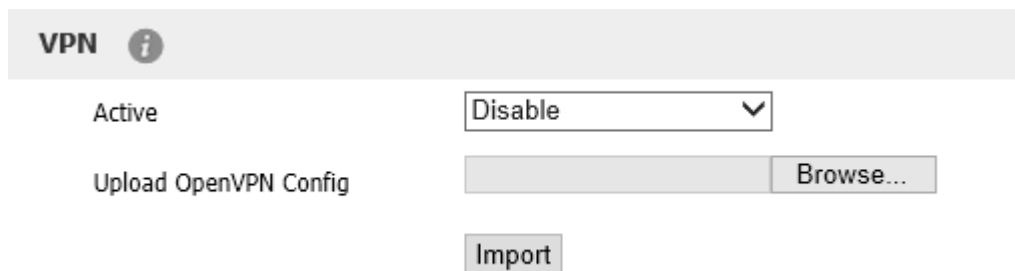 VPN
Active Disable
Upload OpenVPN Config Browse...
Import